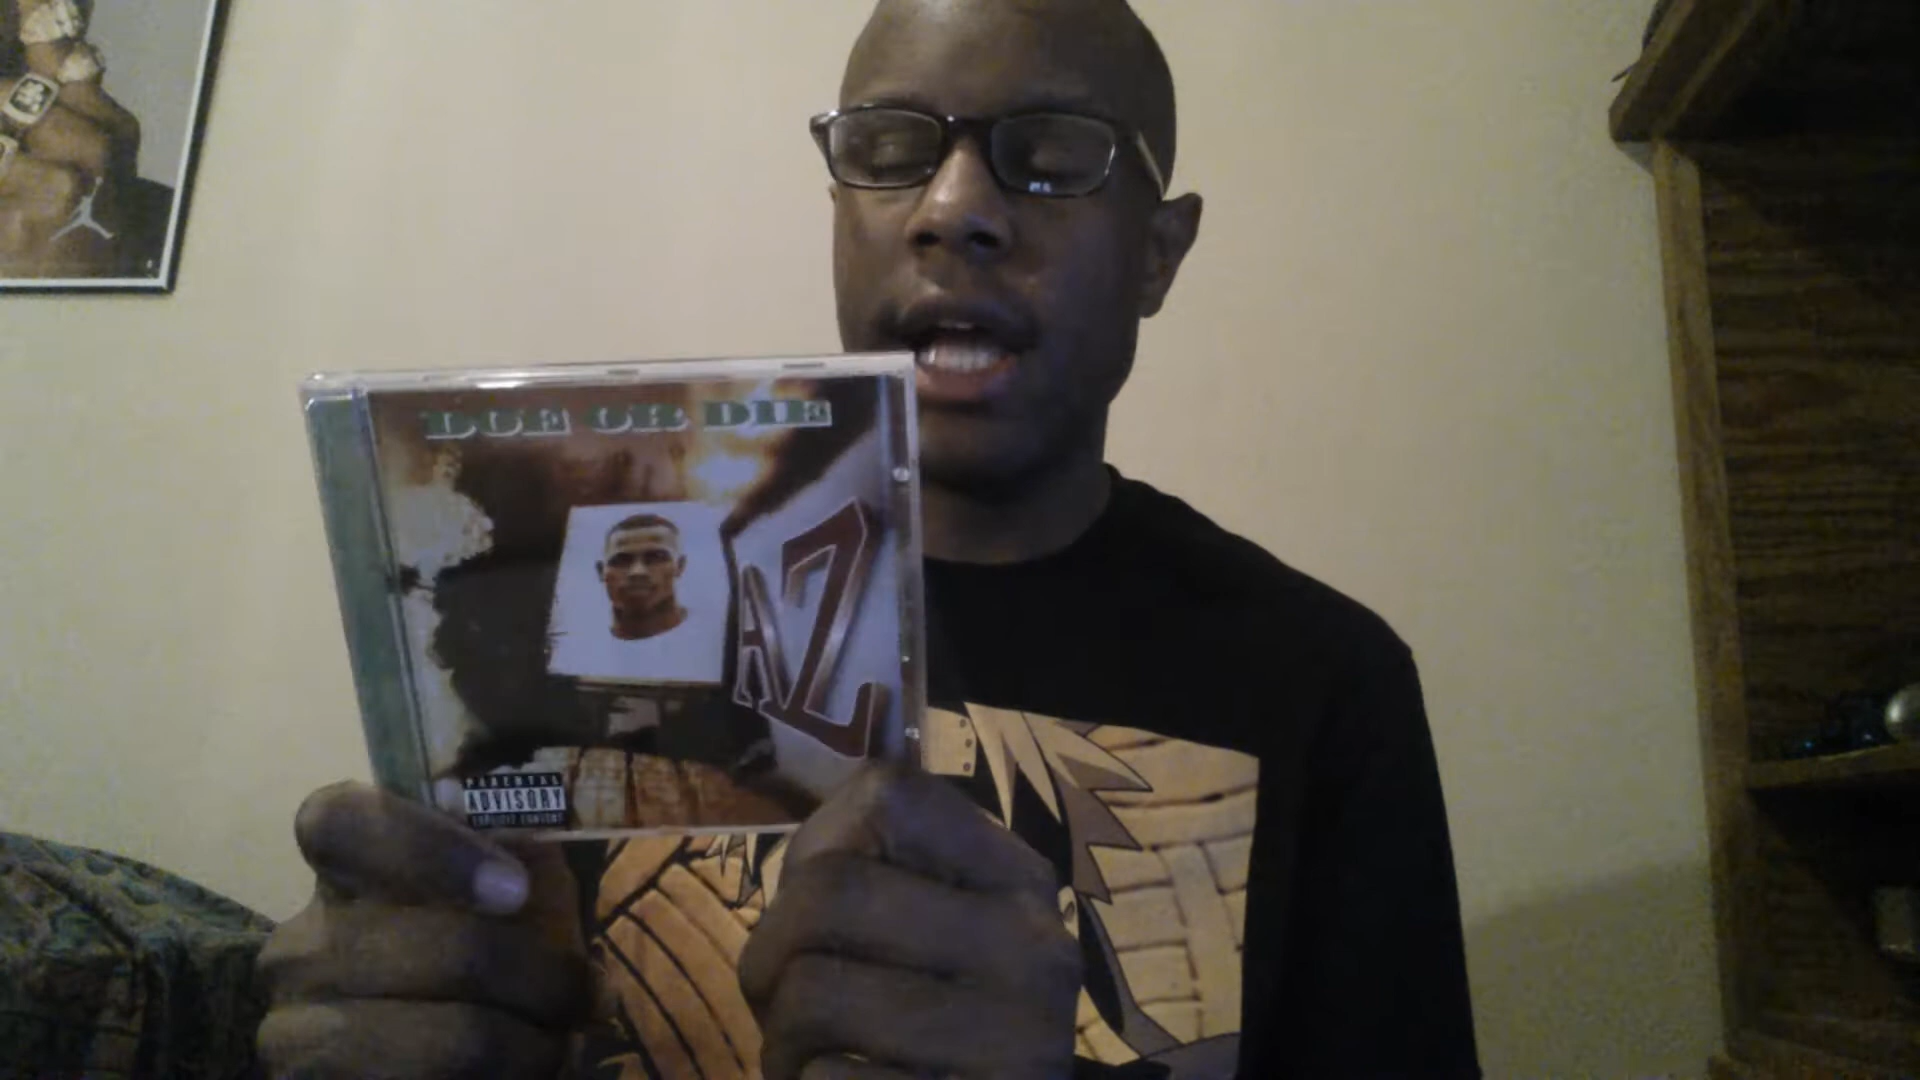 DOE OR DIE
AZ
PARENTAL
ADVISORY
EXPLICIT CONTENT